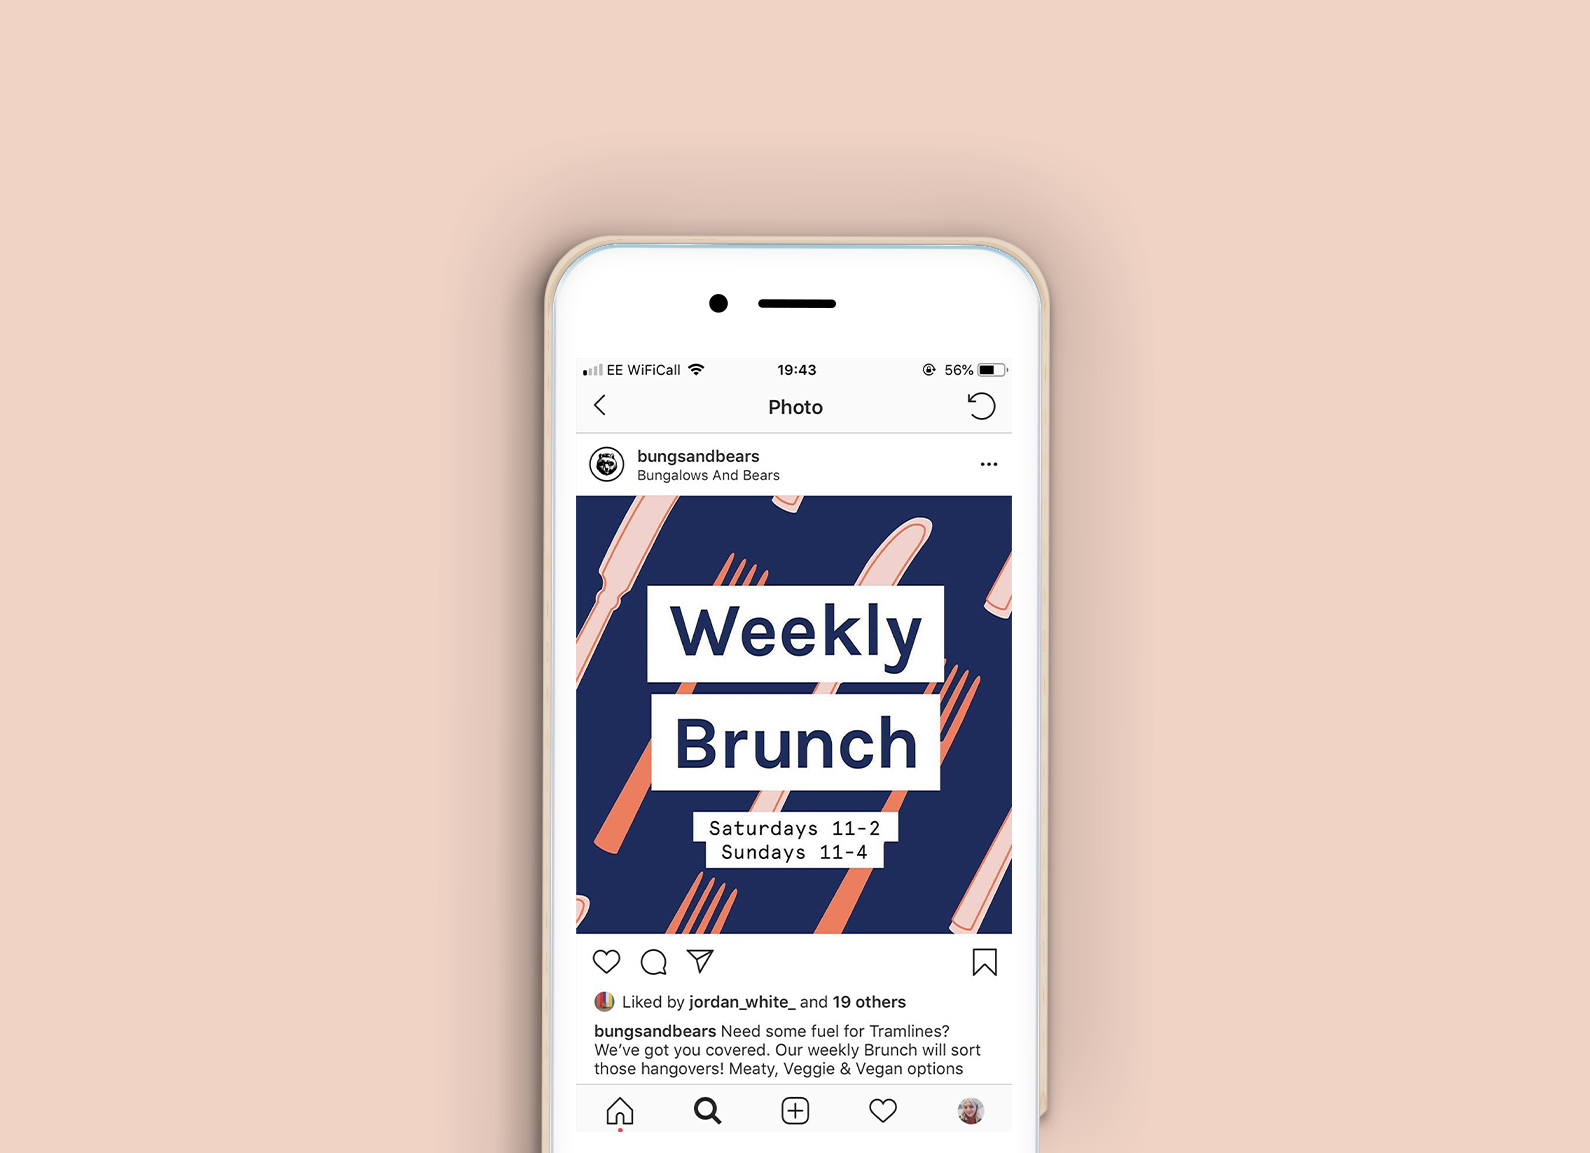 EE WiFiCall
19:43
56%
Photo
bungsandbears
Bungalows And Bears
Weekly
Brunch
Saturdays 11-2
Sundays 11-4
Liked by jordan_white_ and 19 others
bungsandbears Need some fuel for Tramlines?
We've got you covered. Our weekly Brunch will sort
those hangovers! Meaty, Veggie & Vegan options